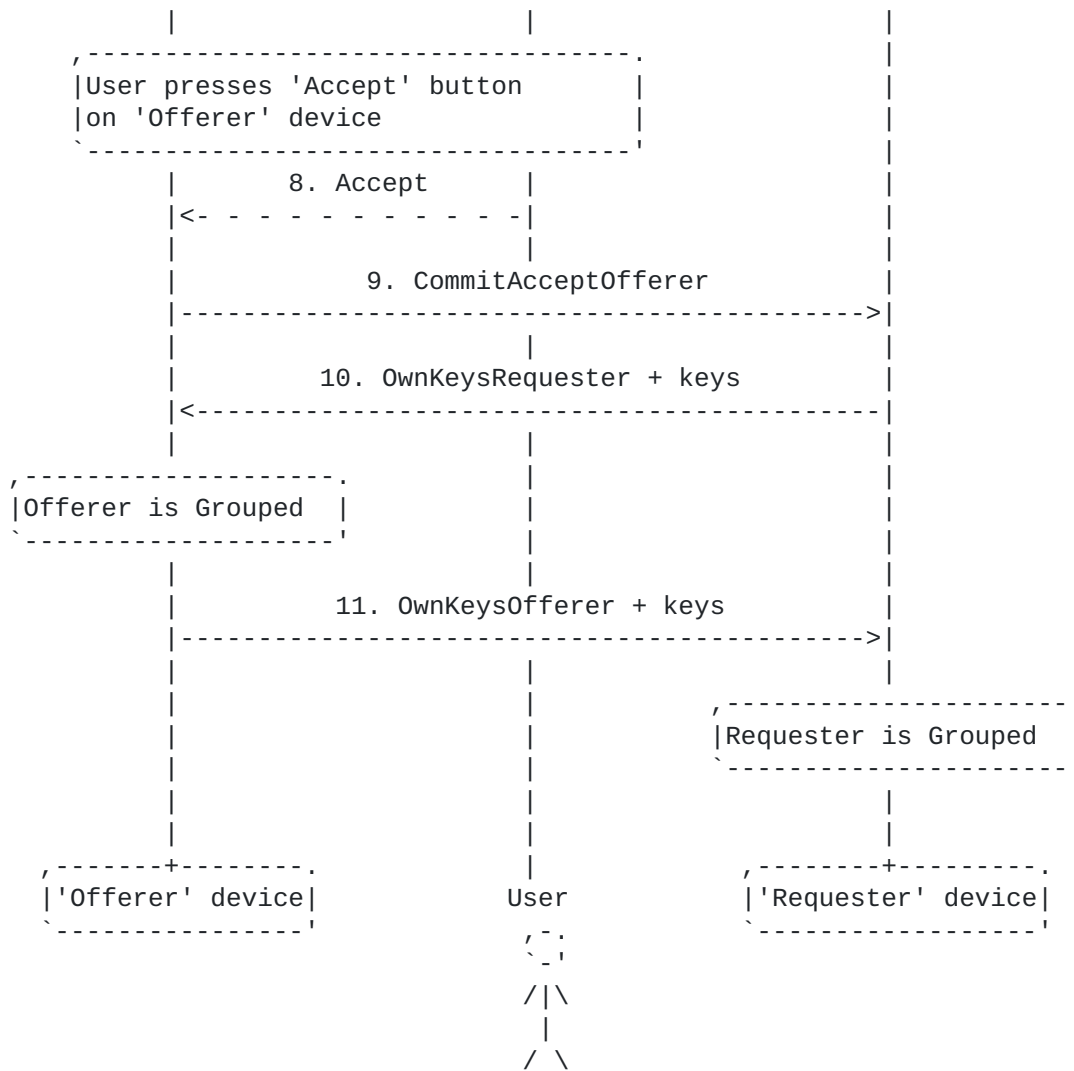 User presses 'Accept' button
on 'Offerer' device
8. Accept
9. CommitAcceptOfferer
10. OwnKeysRequester + keys
Offerer is Grouped
11. OwnKeysOfferer + keys
Requester is Grouped
'Offerer' device User 'Requester' device